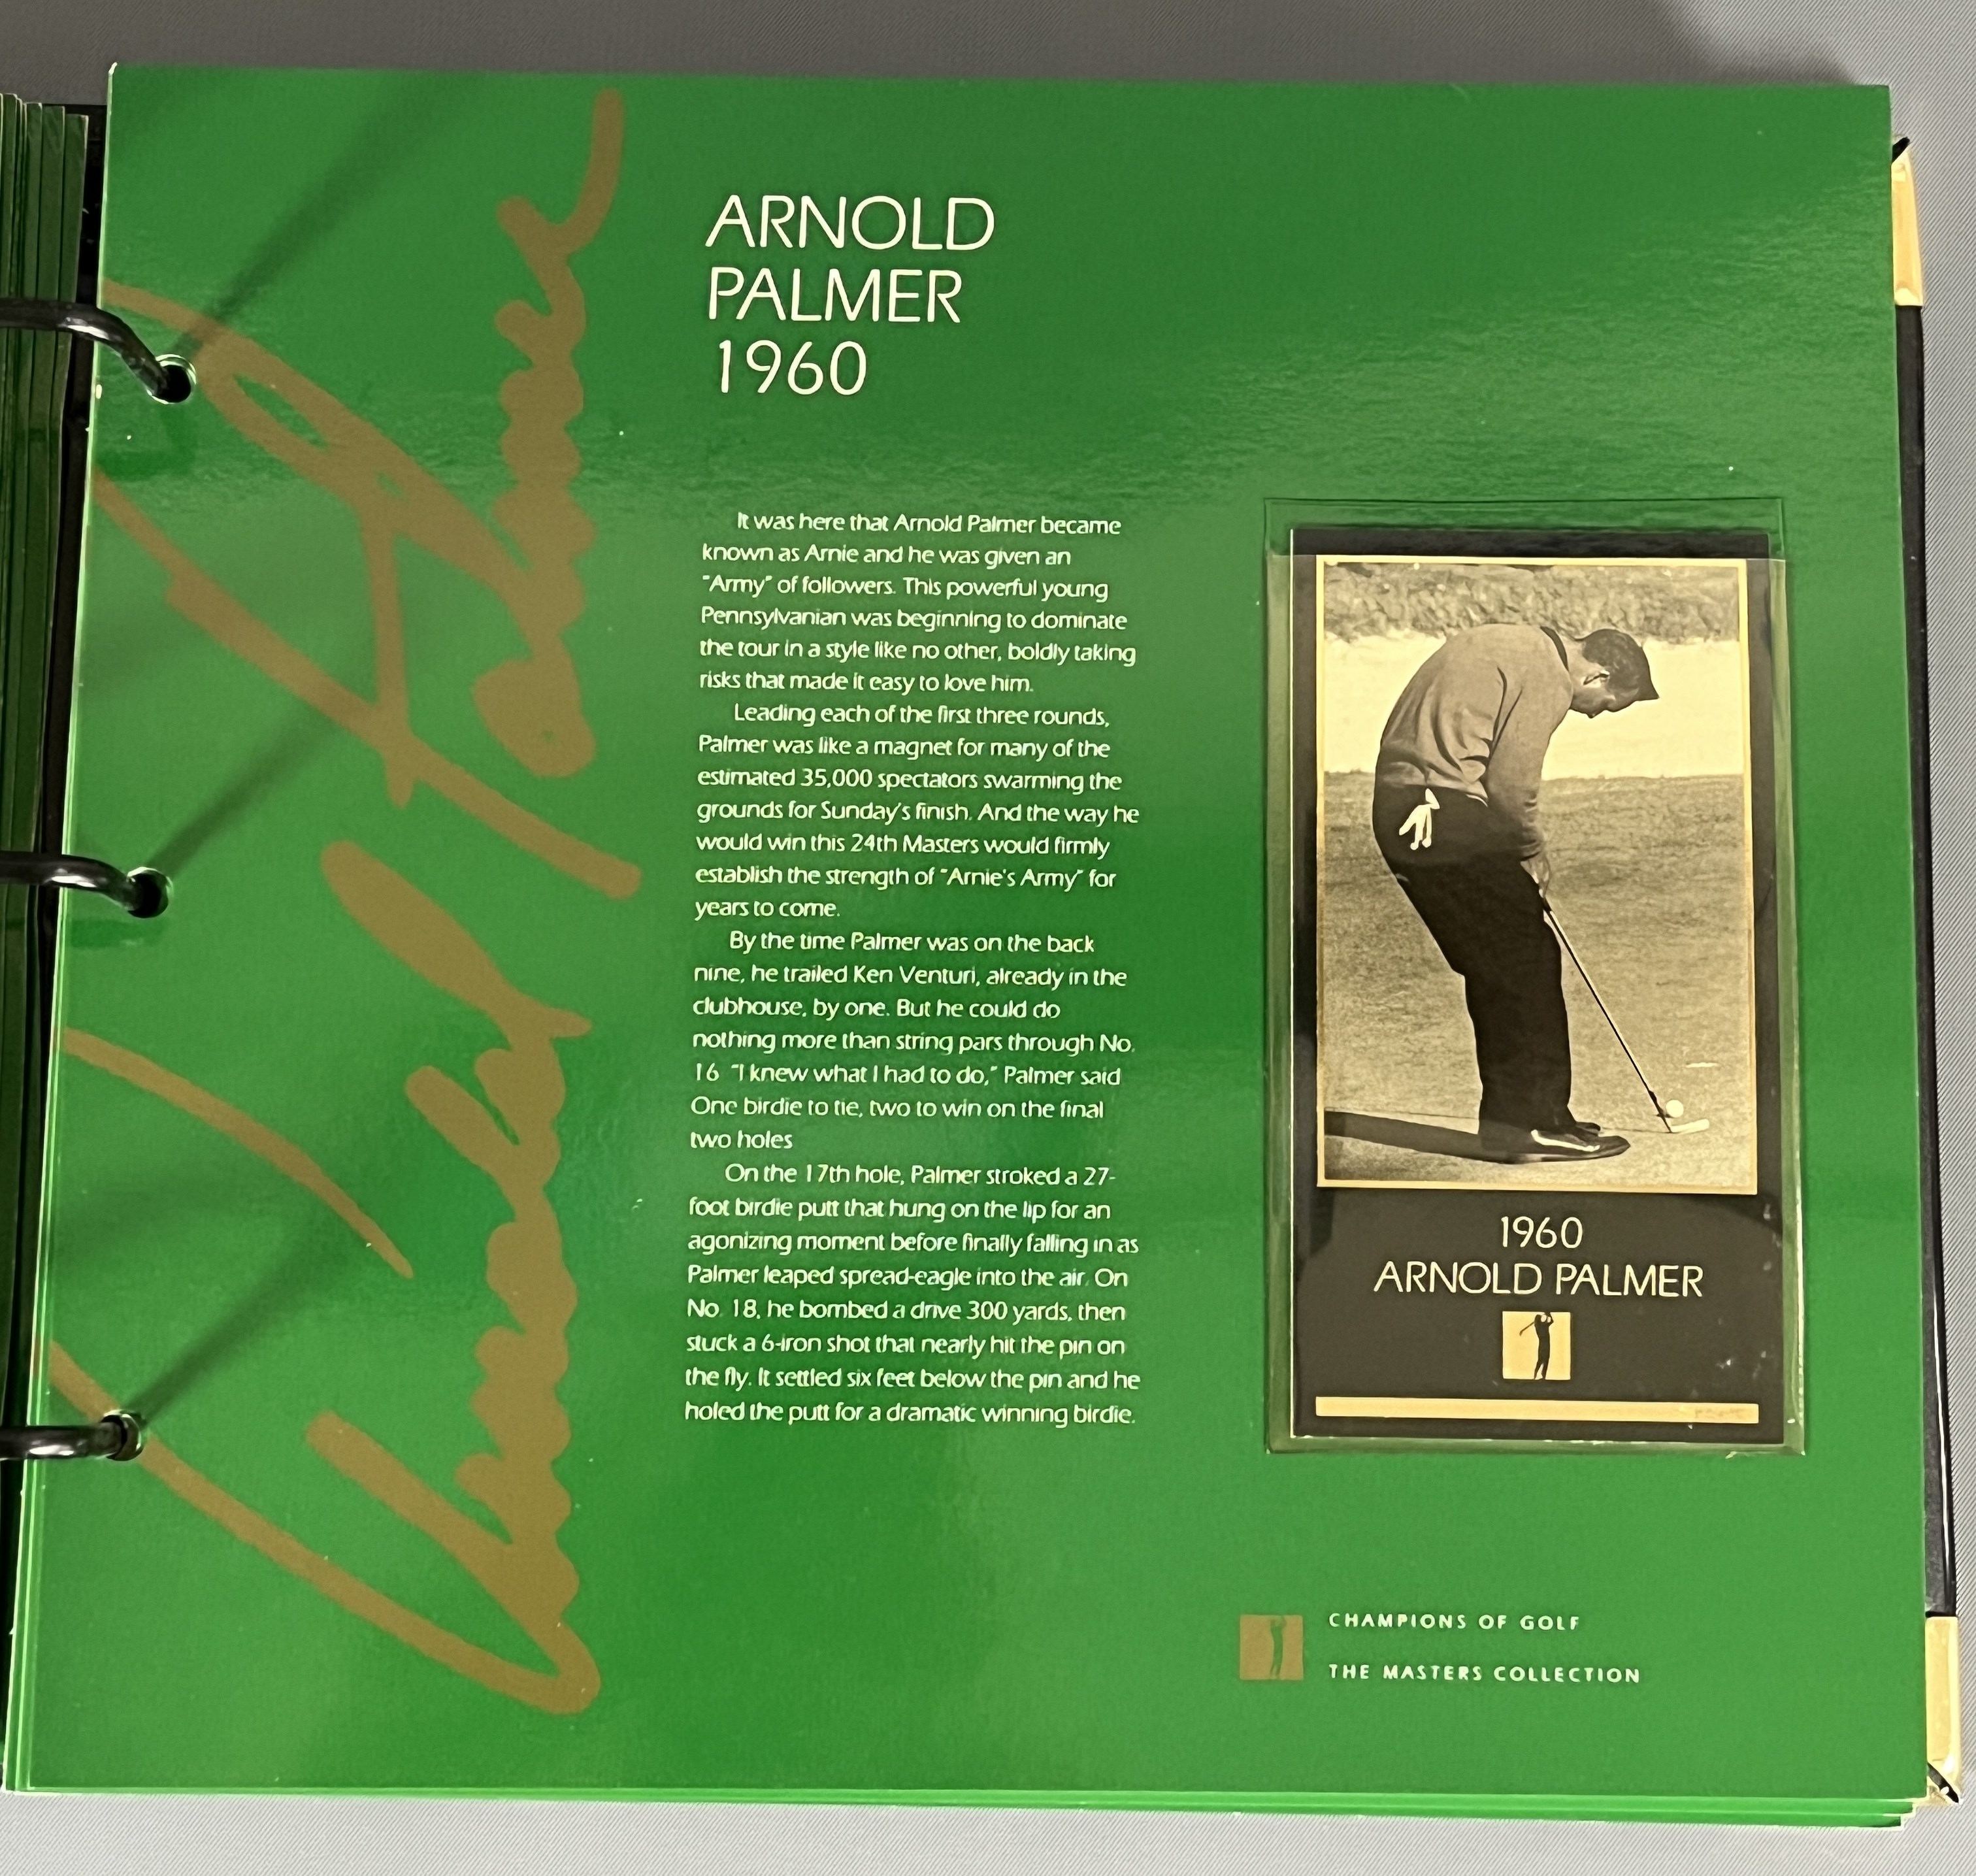 ARNOLD
PALMER
1960
It was here that Arnold Palmer became
known as Arnie and he was given an
"Army" of followers. This powerful young
Pennsylvanian was beginning to dominate
the tour in a style like no other, boldly taking
risks that made it easy to love him.
Leading each of the first three rounds,
Palmer was like a magnet for many of the
estimated 35,000 spectators swarming the
grounds for Sunday's finish. And the way he
would win this 24th Masters would firmly
establish the strength of "Arnie's Army" for
years to come.
By the time Palmer was on the back
nine, he trailed Ken Venturi, already in the
clubhouse, by one. But he could do
nothing more than string pars through No.
16 "I knew what I had to do," Palmer said
One birdie to tie, two to win on the final
two holes
On the 17th hole, Palmer stroked a 27-
foot birdie putt that hung on the lip for an
agonizing moment before finally falling in as
Palmer leaped spread-eagle into the air. On
No. 18, he bombed a drive 300 yards, then
stuck a 6-iron shot that nearly hit the pin on
the fly. It settled six feet below the pin and he
holed the putt for a dramatic winning birdie.
1960
ARNOLD PALMER
CHAMPIONS OF GOLF
THE MASTERS COLLECTION
Arnold Palmer